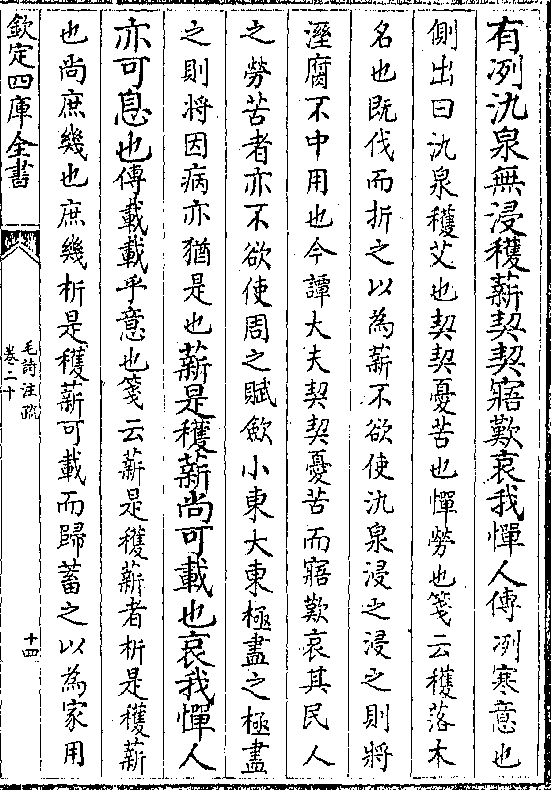 有冽氿泉無浸穫薪契契寤歎哀我憚人傳冽寒意也
側出曰氿泉穫艾也契契憂苦也憚勞也箋云穫落木
名也既伐而折之以為薪不欲使氿泉浸之浸之則將
溼腐不中用也今譚大夫契契憂苦而寤歎哀其民人
之勞苦者亦不欲使周之賦斂小東大東極盡之極盡
之則將因病亦猶是也薪是穫薪尚可載也哀我憚人
亦可息也傳載載乎意也箋云薪是穫薪者析是穫薪
也尚庶幾也庶幾析是穫薪可載而歸蓄之以為家用
欽定四庫全書
毛詩注疏
卷二十
十四